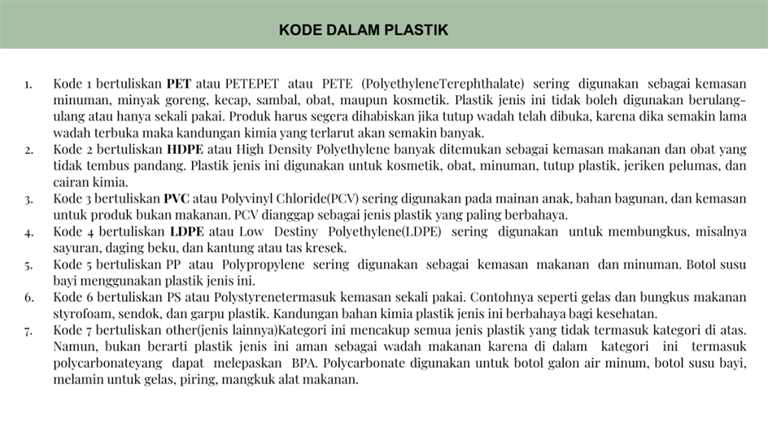 KODE DALAM PLASTIK
1. Kode 1 bertuliskan PET atau PETEPET atau PETE (PolyethyleneTerephthalate) sering digunakan sebagai kemasan
minuman, minyak goreng, kecap, sambal, obat, maupun kosmetik. Plastik jenis ini tidak boleh digunakan berulang-
ulang atau hanya sekali pakai. Produk harus segera dihabiskan jika tutup wadah telah dibuka, karena dika semakin lama
wadah terbuka maka kandungan kimia yang terlarut akan semakin banyak.
2. Kode 2 bertuliskan HDPE atau High Density Polyethylene banyak ditemukan sebagai kemasan makanan dan obat yang
tidak tembus pandang. Plastik jenis ini digunakan untuk kosmetik, obat, minuman, tutup plastik, jeriken pelumas, dan
cairan kimia.
3. Kode 3 bertuliskan PVC atau Polyvinyl Chloride(PCV) sering digunakan pada mainan anak, bahan bagunan, dan kemasan
untuk produk bukan makanan. PCV dianggap sebagai jenis plastik yang paling berbahaya.
4. Kode 4 bertuliskan LDPE atau Low Destiny Polyethylene(LDPE) sering digunakan untuk membungkus, misalnya
sayuran, daging beku, dan kantung atau tas kresek.
5. Kode 5 bertuliskan PP atau Polypropylene sering digunakan sebagai kemasan makanan dan minuman. Botol susu
bayi menggunakan plastik jenis ini.
6. Kode 6 bertuliskan PS atau Polystyrenetermasuk kemasan sekali pakai. Contohnya seperti gelas dan bungkus makanan
styrofoam, sendok, dan garpu plastik. Kandungan bahan kimia plastik jenis ini berbahaya bagi kesehatan.
7. Kode 7 bertuliskan other(jenis lainnya)Kategori ini mencakup semua jenis plastik yang tidak termasuk kategori di atas.
Namun, bukan berarti plastik jenis ini aman sebagai wadah makanan karena di dalam kategori ini termasuk
polycarbonateyang dapat melepaskan BPA. Polycarbonate digunakan untuk botol galon air minum, botol susu bayi,
melamin untuk gelas, piring, mangkuk alat makanan.